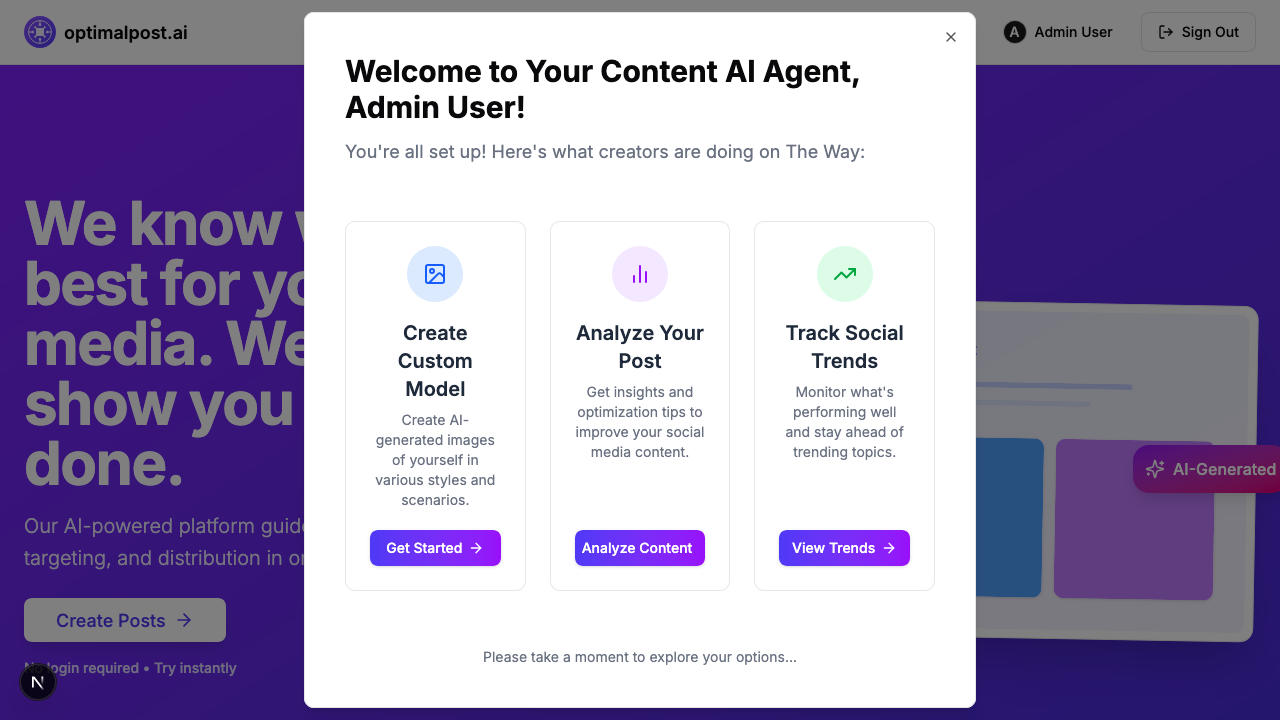 optimalpost.ai
A Admin User
Sign Out
Welcome to Your Content AI Agent,
Admin User!
You're all set up! Here's what creators are doing on The Way:
Create
Custom
Model
Create AI-
generated images
of yourself in
various styles and
scenarios.
Get Started
Analyze Your
Post
Get insights and
optimization tips to
improve your social
media content.
Analyze Content
Track Social
Trends
Monitor what's
performing well
and stay ahead of
trending topics.
View Trends
Please take a moment to explore your options...
We know
best for
media. We
show you
done.
Our AI-powered platform
targeting, and distribution in
Create Posts
login required • Try instantly
N
AI-Generated